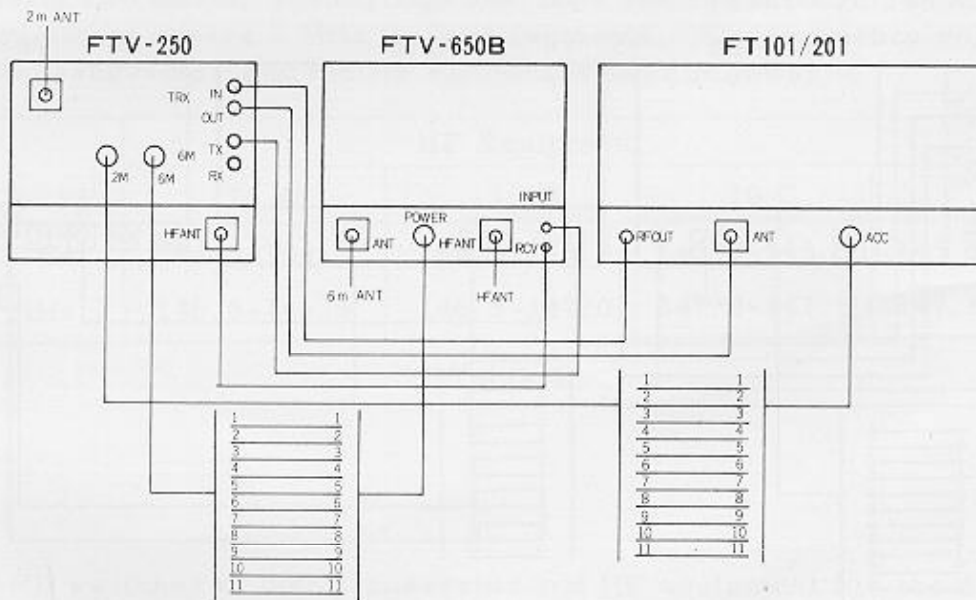 2m ANT
FTV-250
FTV-650B
FT101/201
TRX
IN
OUT
TX
RX
6M
2M
6M
HFANT
INPUT
POWER
ANT
HFANT
RCV
6m ANT
HFANT
RFOUT
ANT
ACC
1 1
2 2
3 3
4 4
5 5
6 6
7 7
8 8
9 9
10 10
11 11
1 1
2 2
3 3
4 4
5 5
6 6
7 7
8 8
9 9
10 10
11 11